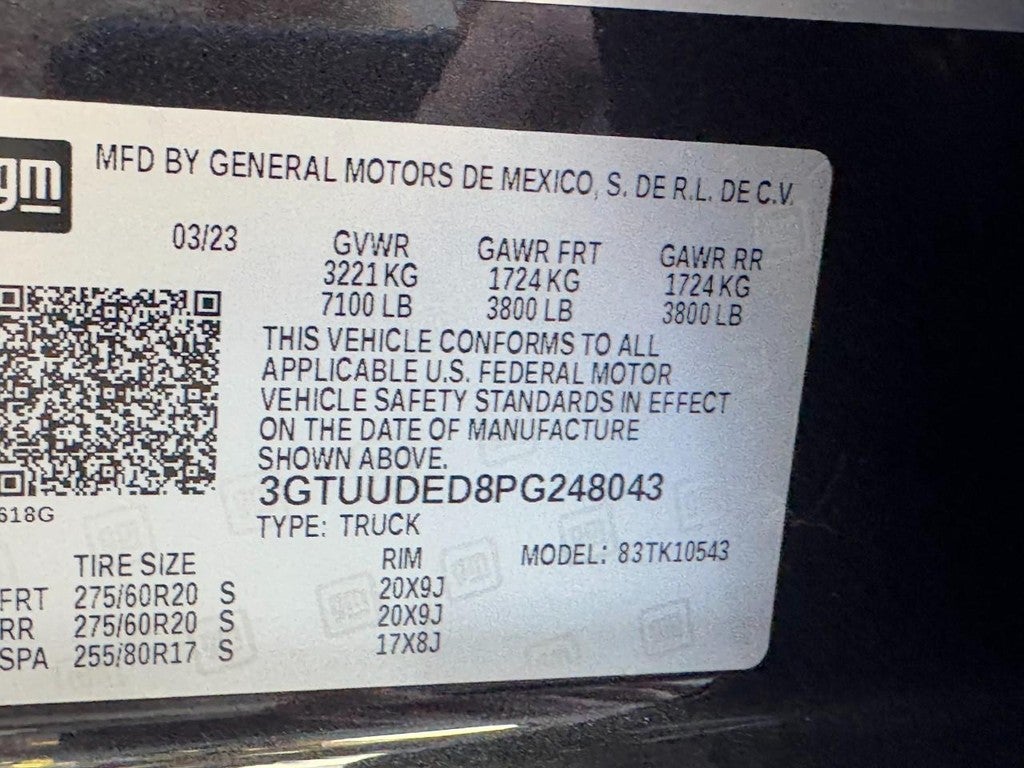 gm
MFD BY GENERAL MOTORS DE MEXICO, S. DE R.L. DE C.V.
03/23 GVWR GAWR FRT GAWR RR
3221 KG 1724 KG 1724 KG
7100 LB 3800 LB 3800 LB
THIS VEHICLE CONFORMS TO ALL
APPLICABLE U.S. FEDERAL MOTOR
VEHICLE SAFETY STANDARDS IN EFFECT
ON THE DATE OF MANUFACTURE
SHOWN ABOVE.
3GTUUDED8PG248043
618G
TYPE: TRUCK
TIRE SIZE RIM MODEL: 83TK10543
FRT 275/60R20 S 20X9J
RR 275/60R20 S 20X9J
SPA 255/80R17 S 17X8J